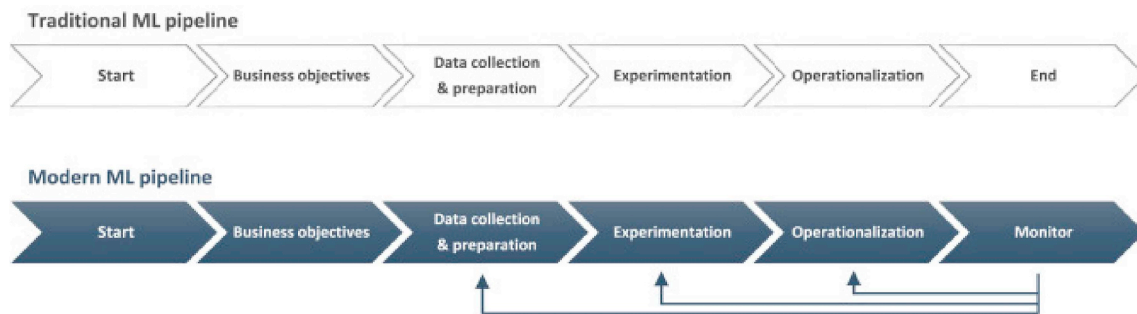 Traditional ML pipeline
Start
Business objectives
Data collection
& preparation
Experimentation
Operationalization
End
Modern ML pipeline
Start
Business objectives
Data collection
& preparation
Experimentation
Operationalization
Monitor